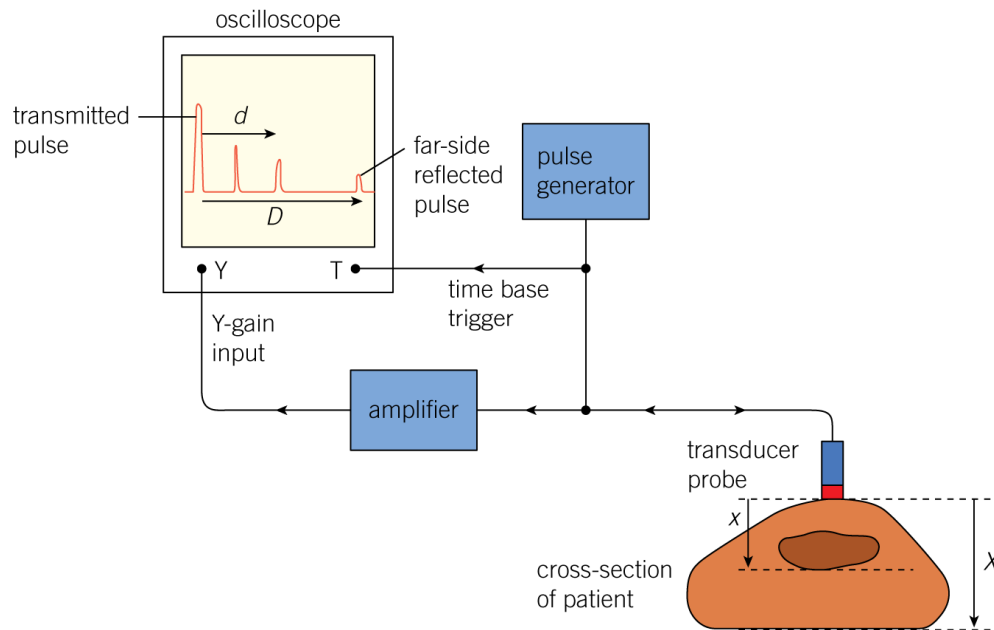 oscilloscope
transmitted
pulse
d
far-side
reflected
pulse
D
pulse
generator
Y
T
time base
trigger
Y-gain
input
amplifier
transducer
probe
x
X
cross-section
of patient